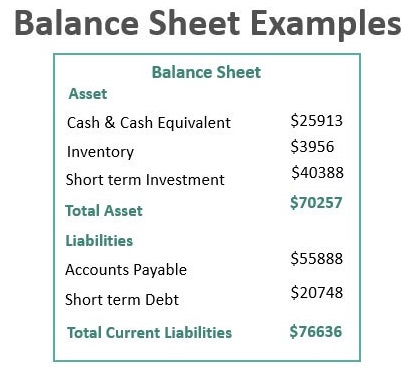 Balance Sheet Examples
Balance Sheet
Asset
Cash & Cash Equivalent $25913
Inventory $3956
Short term Investment $40388
Total Asset $70257
Liabilities
Accounts Payable $55888
Short term Debt $20748
Total Current Liabilities $76636